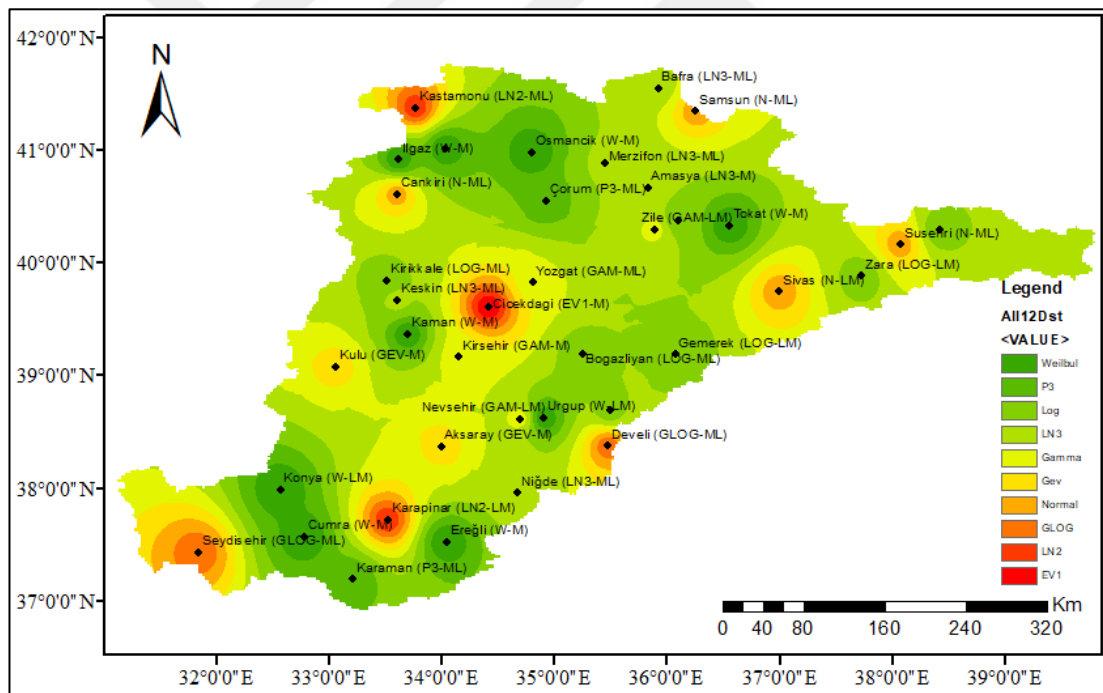 42°0'0"N
41°0'0"N
40°0'0"N
39°0'0"N
38°0'0"N
37°0'0"N
N
Bafra (LN3-ML)
Kastamonu (LN2-ML)
Samsun (N-ML)
Ilgaz (W-M)
Osmancik (W-M)
Merzifon (LN3-ML)
Cankiri (N-ML)
Amasya (LN3-M)
Çorum (P3-ML)
Zile (GAM-LM)
Tokat (W-M)
Susehri (N-ML)
Kirikkale (LOG-ML)
Yozgat (GAM-ML)
Zara (LOG-LM)
Keskin (LN3-ML)
Cicekdagi (EV1-M)
Sivas (N-LM)
Kaman (W-M)
Kulu (GEV-M)
Kirsehir (GAM-M)
Gemerek (LOG-LM)
Bogazliyan (LOG-ML)
Nevsehir (GAM-LM)
Urgup (W-LM)
Aksaray (GEV-M)
Develi (GLOG-ML)
Konya (W-LM)
Niğde (LN3-ML)
Karapinar (LN2-LM)
Cumra (W-M)
Ereğli (W-M)
Seydisehir (GLOG-ML)
Karaman (P3-ML)
Legend
All12Dst
<VALUE>
Weilbul
P3
Log
LN3
Gamma
Gev
Normal
GLOG
LN2
EV1
Km
0 20 40 80 160 240 320
32°0'0"E 33°0'0"E 34°0'0"E 35°0'0"E 36°0'0"E 37°0'0"E 38°0'0"E 39°0'0"E